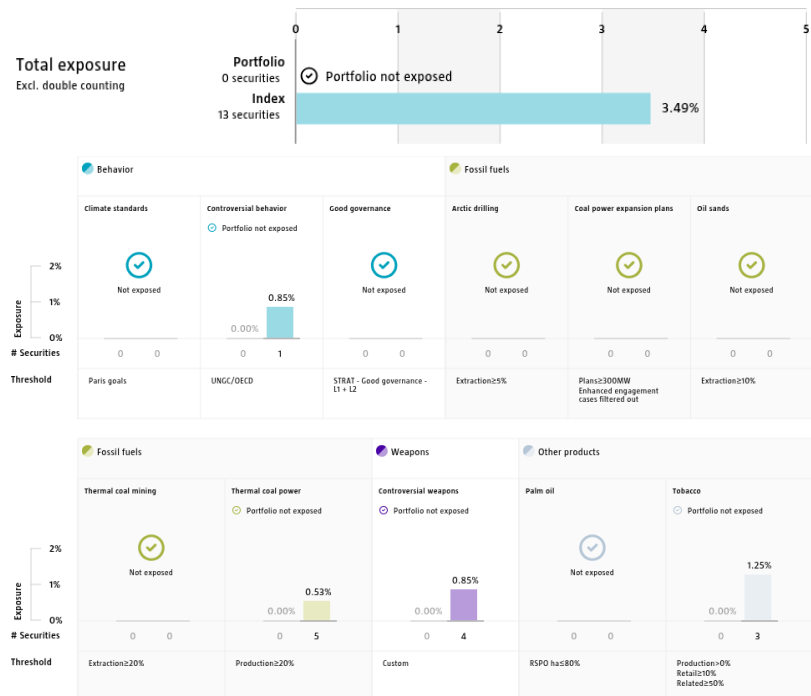 0 1 2 3 4 5
Total exposure
Excl. double counting
Portfolio
0 securities
Portfolio not exposed
Index
13 securities
3.49%
Behavior
Fossil fuels
Climate standards
Controversial behavior
Good governance
Arctic drilling
Coal power expansion plans
Oil sands
Portfolio not exposed
Not exposed
Not exposed
Not exposed
Not exposed
Not exposed
Exposure
2%
1%
0%
0.00%
0.85%
# Securities
0 0
0 1
0 0
0 0
0 0
0 0
Threshold
Paris goals
UNGC/OECD
STRAT - Good governance -
L1 + L2
Extraction≥5%
Plans≥300MW
Enhanced engagement
cases filtered out
Extraction≥10%
Fossil fuels
Weapons
Other products
Thermal coal mining
Thermal coal power
Controversial weapons
Palm oil
Tobacco
Portfolio not exposed
Portfolio not exposed
Portfolio not exposed
Not exposed
Not exposed
Exposure
2%
1%
0%
0.00%
0.53%
0.00%
0.85%
0.00%
1.25%
# Securities
0 0
0 5
0 4
0 0
0 3
Threshold
Extraction≥20%
Production≥20%
Custom
RSPO ha≤80%
Production>0%
Retail≥10%
Related≥50%